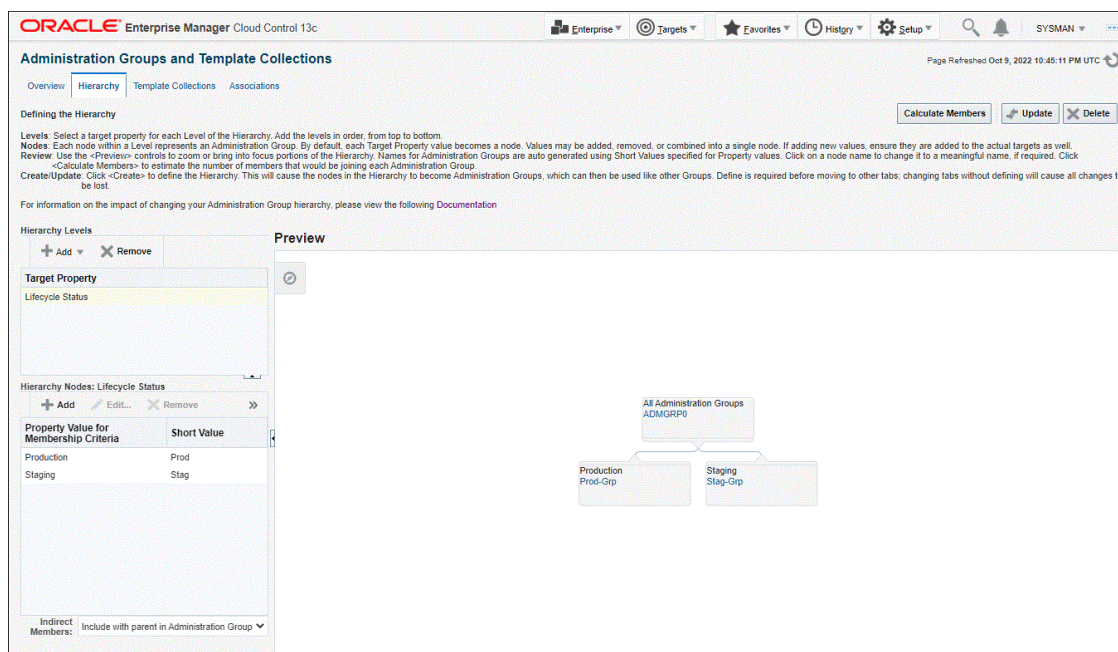 ORACLE Enterprise Manager Cloud Control 13c
Enterprise Targets Favorites History Setup SYSMAN
Administration Groups and Template Collections
Page Refreshed Oct 9, 2022 10:45:11 PM UTC
Overview Hierarchy Template Collections Associations
Defining the Hierarchy
Calculate Members Update Delete
Levels: Select a target property for each Level of the Hierarchy. Add the levels in order, from top to bottom.
Nodes: Each node within a Level represents an Administration Group. By default, each Target Property value becomes a node. Values may be added, removed, or combined into a single node. If adding new values, ensure they are added to the actual targets as well.
Review: Use the <Preview> controls to zoom or bring into focus portions of the Hierarchy. Names for Administration Groups are auto generated using Short Values specified for Property values. Click on a node name to change it to a meaningful name, if required. Click
<Calculate Members> to estimate the number of members that would be joining each Administration Group.
Create/Update: Click <Create> to define the Hierarchy. This will cause the nodes in the Hierarchy to become Administration Groups, which can then be used like other Groups. Define is required before moving to other tabs; changing tabs without defining will cause all changes t
be lost.
For information on the impact of changing your Administration Group hierarchy, please view the following Documentation
Hierarchy Levels
Add Remove
Target Property
Lifecycle Status
Hierarchy Nodes: Lifecycle Status
Add Edit... Remove »
Property Value for Membership Criteria Short Value
Production Prod
Staging Stag
Indirect Members: Include with parent in Administration Group
Preview
All Administration Groups
ADMGRP0
Production
Prod-Grp
Staging
Stag-Grp